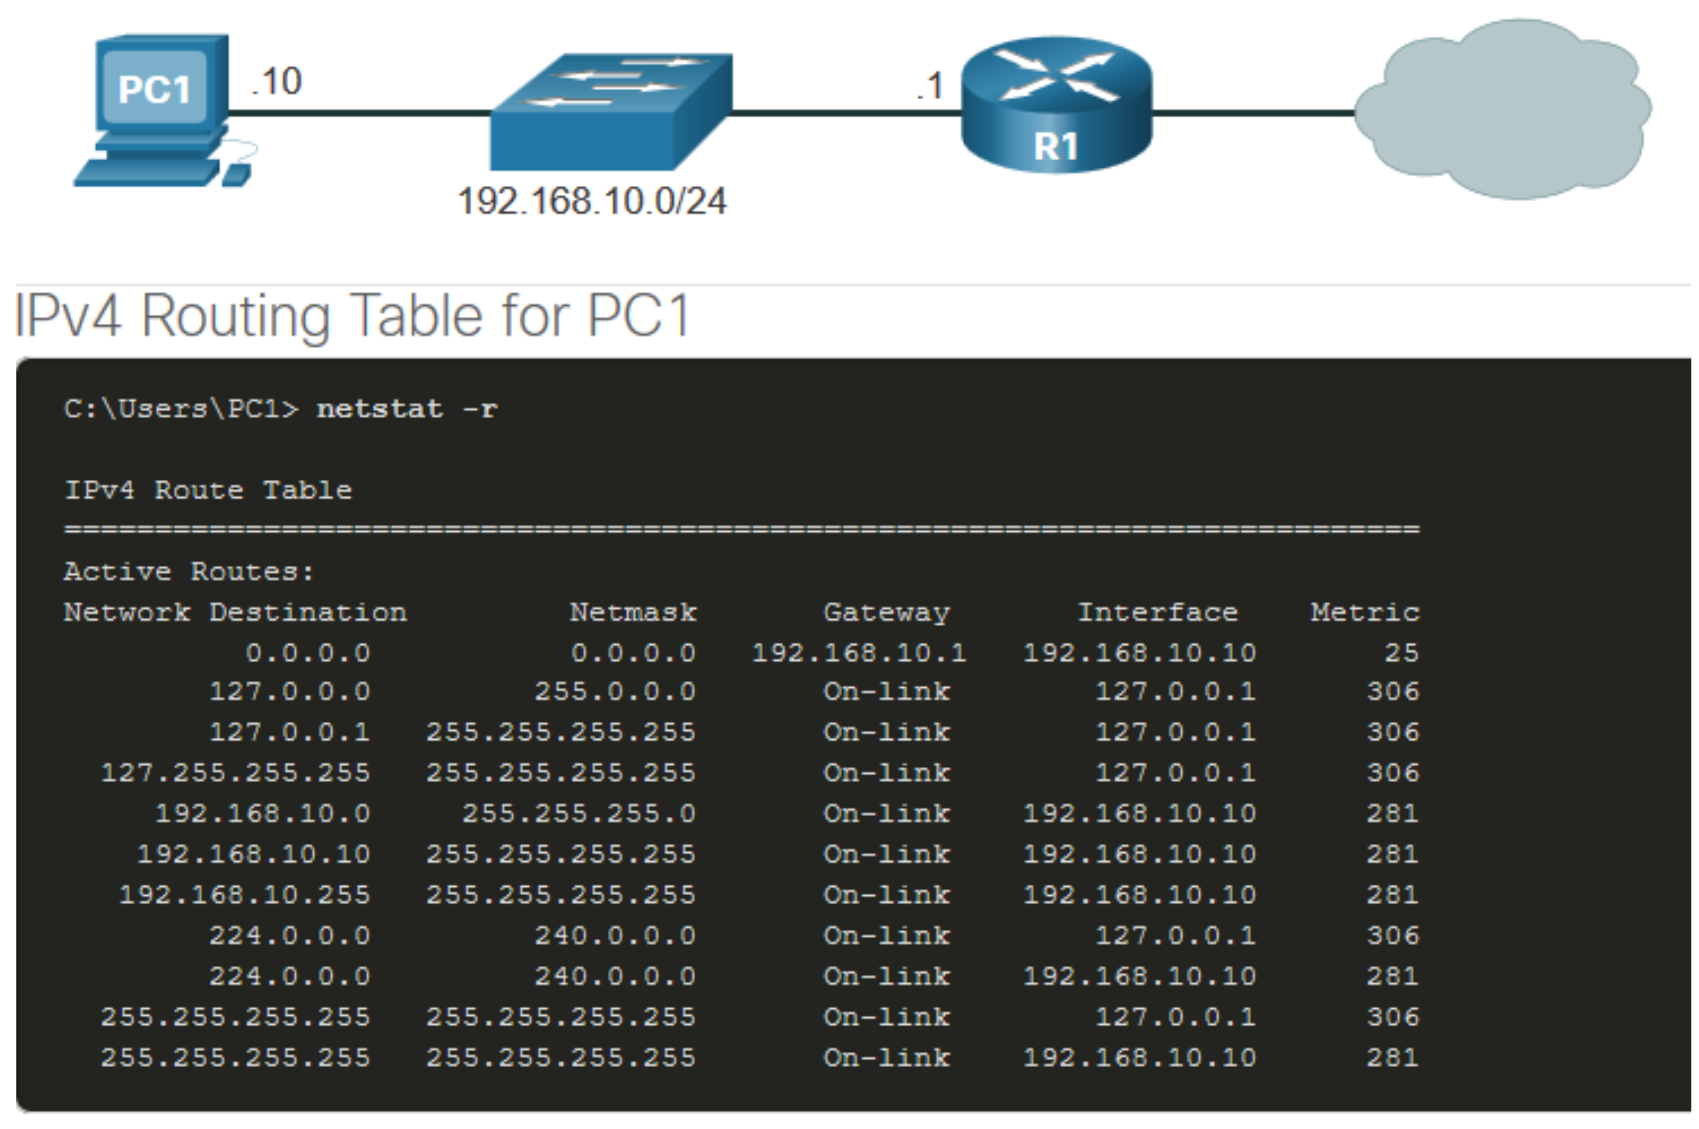 PC1
.10
.1
R1
192.168.10.0/24
IPv4 Routing Table for PC1
C:\Users\PC1> netstat -r
IPv4 Route Table
===========================================================================
Active Routes:
Network Destination Netmask Gateway Interface Metric
0.0.0.0 0.0.0.0 192.168.10.1 192.168.10.10 25
127.0.0.0 255.0.0.0 On-link 127.0.0.1 306
127.0.0.1 255.255.255.255 On-link 127.0.0.1 306
127.255.255.255 255.255.255.255 On-link 127.0.0.1 306
192.168.10.0 255.255.255.0 On-link 192.168.10.10 281
192.168.10.10 255.255.255.255 On-link 192.168.10.10 281
192.168.10.255 255.255.255.255 On-link 192.168.10.10 281
224.0.0.0 240.0.0.0 On-link 127.0.0.1 306
224.0.0.0 240.0.0.0 On-link 192.168.10.10 281
255.255.255.255 255.255.255.255 On-link 127.0.0.1 306
255.255.255.255 255.255.255.255 On-link 192.168.10.10 281